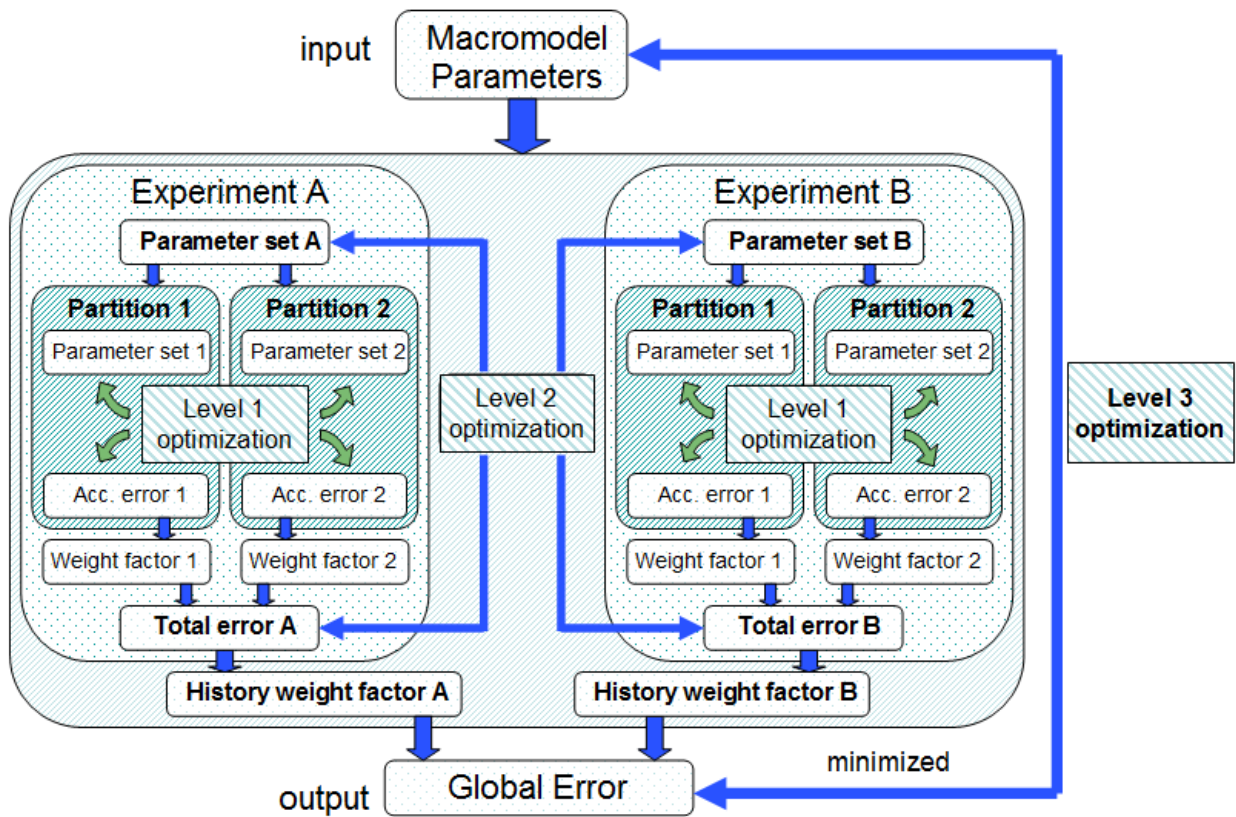 input
Macromodel
Parameters
Experiment A
Experiment B
Parameter set A
Parameter set B
Partition 1
Partition 2
Partition 1
Partition 2
Parameter set 1
Parameter set 2
Parameter set 1
Parameter set 2
Level 1
optimization
Level 2
optimization
Level 1
optimization
Level 3
optimization
Acc. error 1
Acc. error 2
Acc. error 1
Acc. error 2
Weight factor 1
Weight factor 2
Weight factor 1
Weight factor 2
Total error A
Total error B
History weight factor A
History weight factor B
minimized
output
Global Error